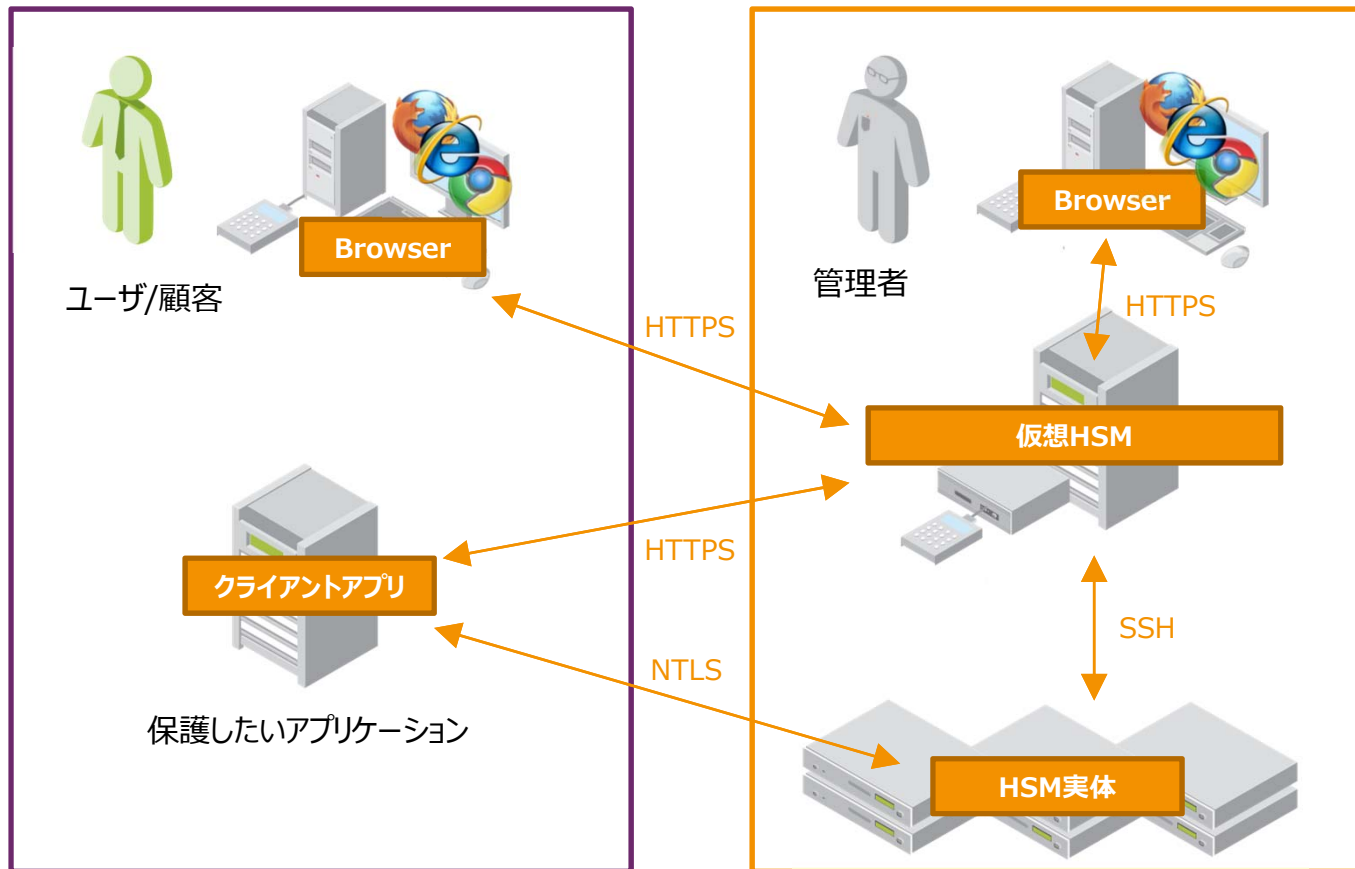 Browser
ユーザ/顧客
Browser
管理者
HTTPS
HTTPS
仮想HSM
HTTPS
クライアントアプリ
SSH
NTLS
保護したいアプリケーション
HSM実体